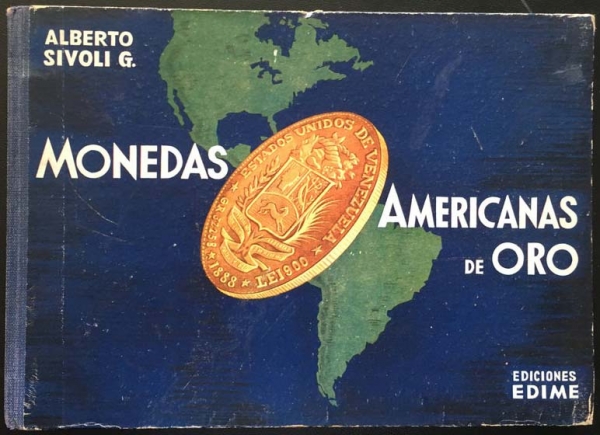 ALBERTO
SIVOLI G.
MONEDAS
AMERICANAS
DE ORO
ESTADOS UNIDOS DE VENEZUELA
1888
LEI 900
EDICIONES
EDIME